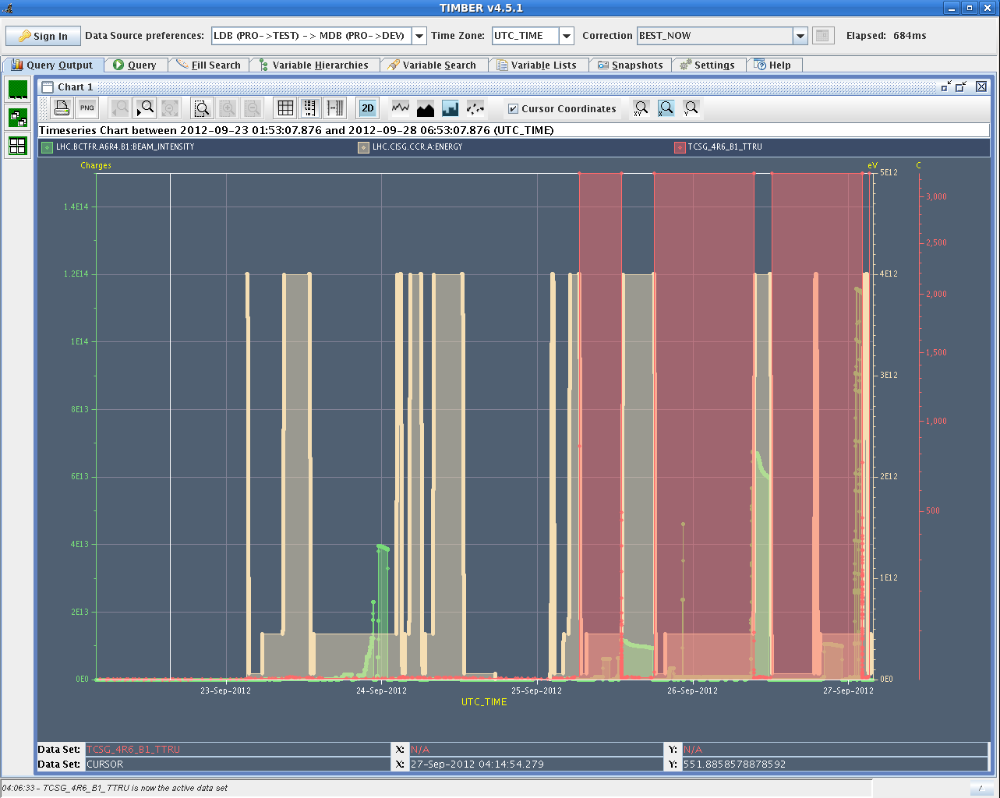 TIMBER v4.5.1
Sign In Data Source preferences: LDB (PRO->TEST) -> MDB (PRO->DEV) Time Zone: UTC_TIME Correction BEST_NOW Elapsed: 684ms
Query Output Query Fill Search Variable Hierarchies Variable Search Variable Lists Snapshots Settings Help
Chart 1
PNG 2D Cursor Coordinates XY X Y
Timeseries Chart between 2012-09-23 01:53:07.876 and 2012-09-28 06:53:07.876 (UTC_TIME)
LHC.BCTFR.A6R4.B1:BEAM_INTENSITY LHC.CISG.CCR.A:ENERGY TCSG_4R6_B1_TTRU
Charges eV C
5E12
1.4E14 3,000
2,500
1.2E14 4E12
2,000
1E14 1,500
3E12
8E13 1,000
6E13 2E12
500
4E13
1E12
2E13
0E0 0E0
23-Sep-2012 24-Sep-2012 25-Sep-2012 26-Sep-2012 27-Sep-2012
UTC_TIME
Data Set: TCSG_4R6_B1_TTRU X: N/A Y: N/A
Data Set: CURSOR X: 27-Sep-2012 04:14:54.279 Y: 551.8858578878592
04:06:33 - TCSG_4R6_B1_TTRU is now the active data set